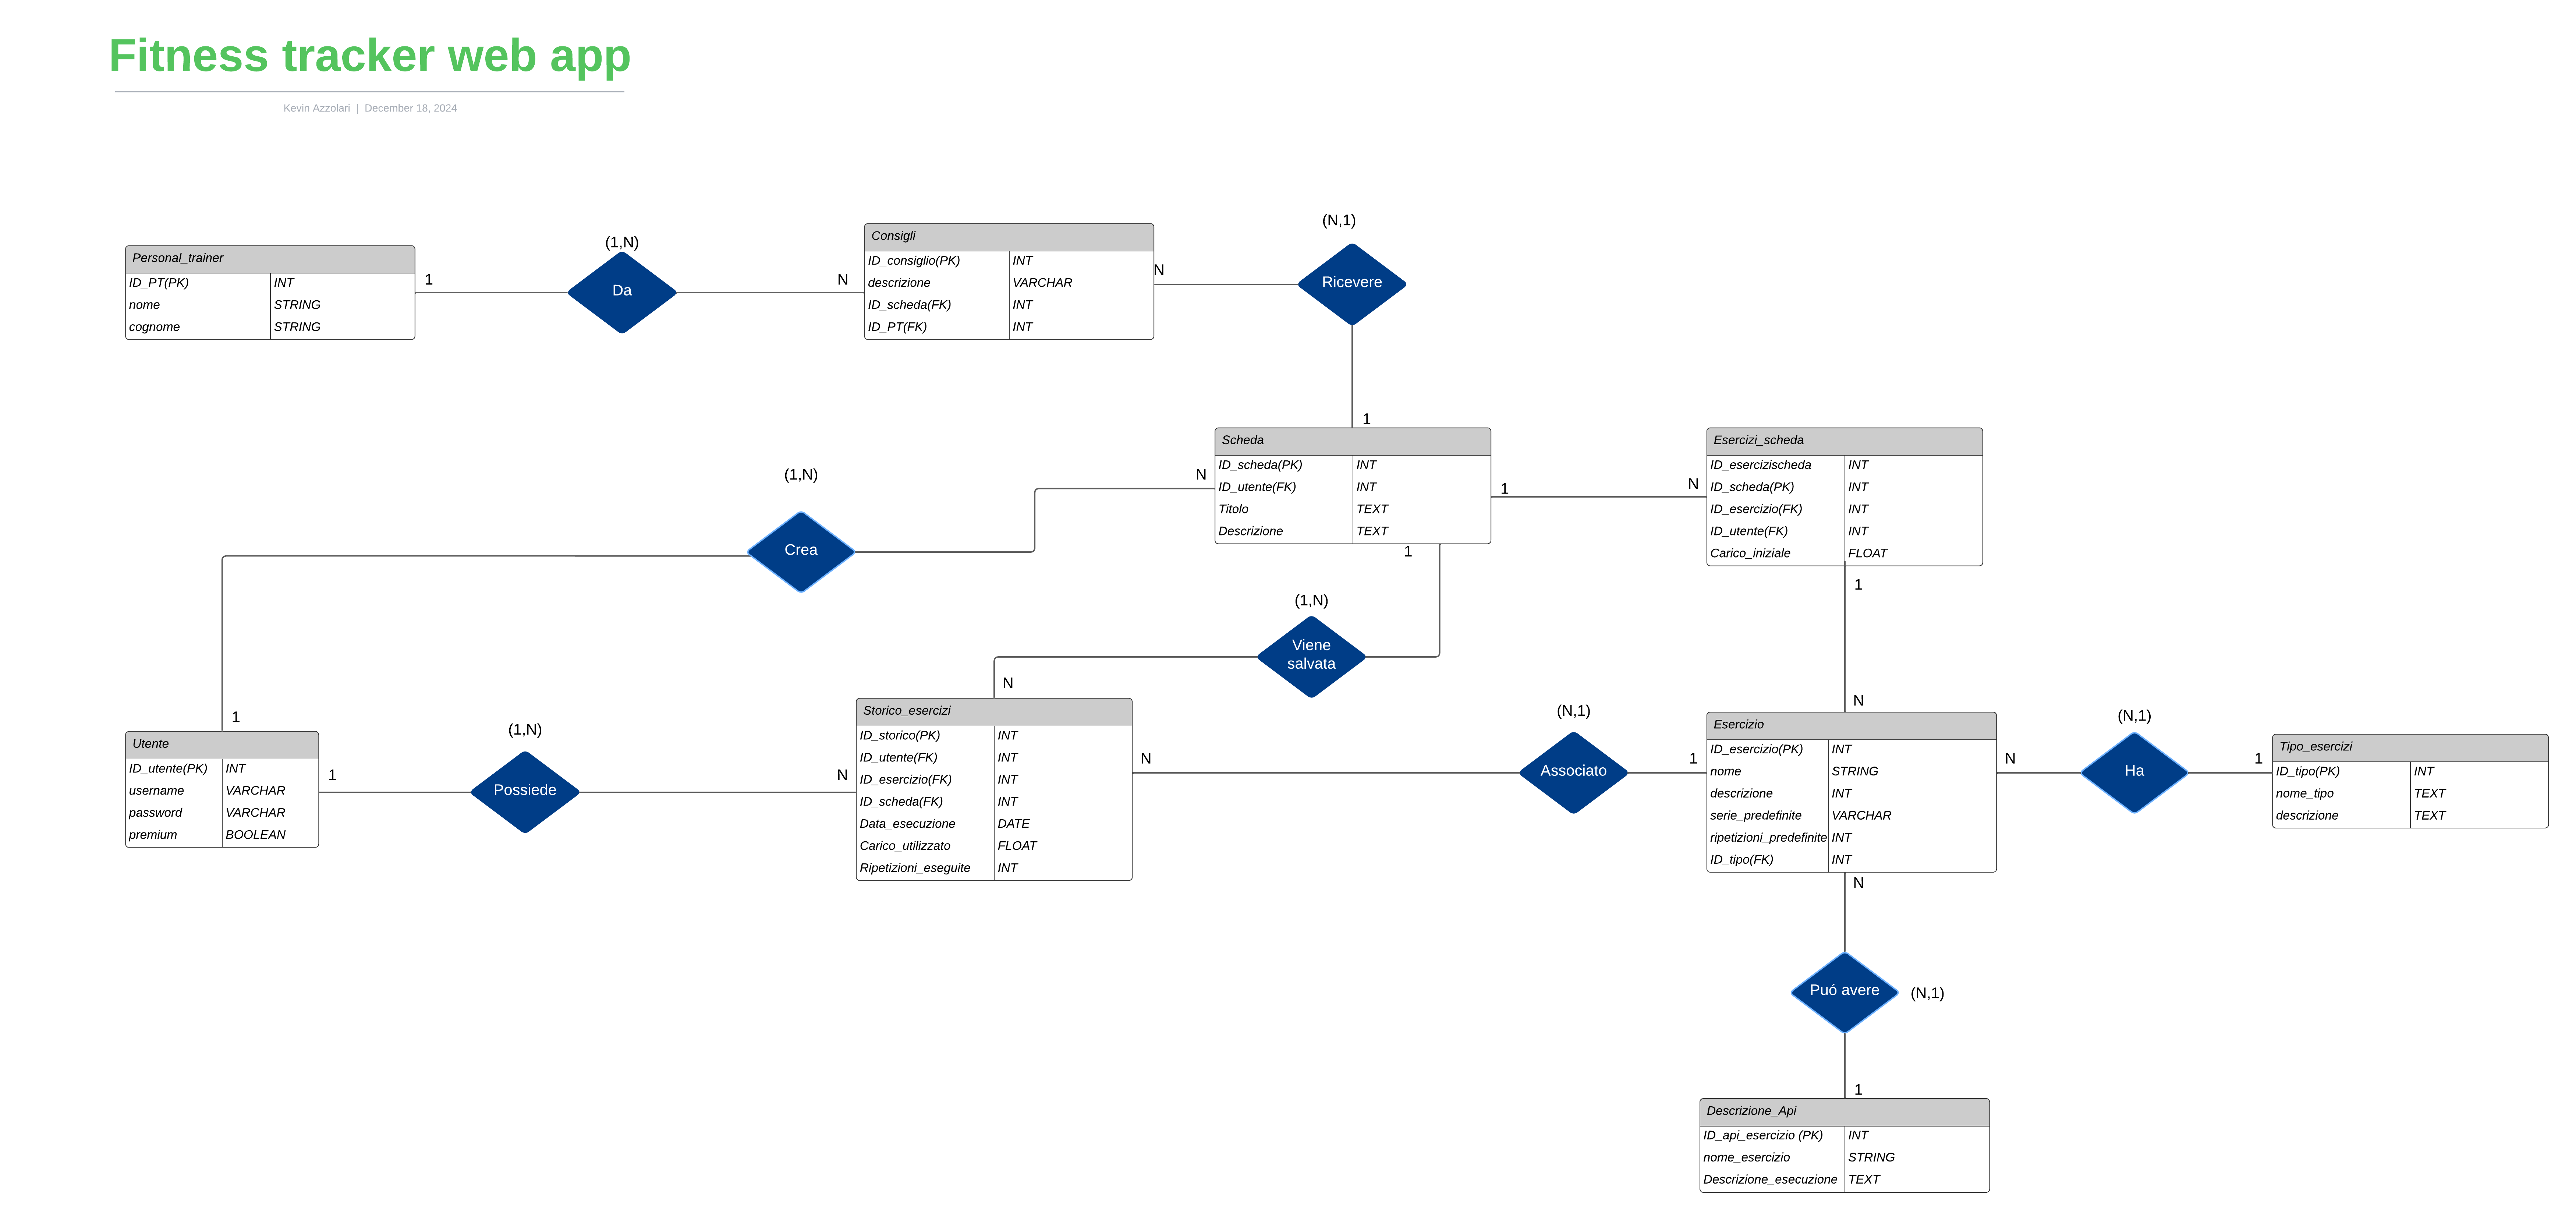 Fitness tracker web app
Kevin Azzolari | December 18, 2024
(N,1)
(1,N)
Personal_trainer
ID_PT(PK) INT
nome STRING
cognome STRING
1
Da
N
Consigli
ID_consiglio(PK) INT
descrizione VARCHAR
ID_scheda(FK) INT
ID_PT(FK) INT
N
Ricevere
1
Scheda
ID_scheda(PK) INT
ID_utente(FK) INT
Titolo TEXT
Descrizione TEXT
1
N
Esercizi_scheda
ID_esercizischeda INT
ID_scheda(PK) INT
ID_esercizio(FK) INT
ID_utente(FK) INT
Carico_iniziale FLOAT
(1,N)
N
Crea
1
1
(1,N)
Viene
salvata
N
1
Utente
ID_utente(PK) INT
username VARCHAR
password VARCHAR
premium BOOLEAN
(1,N)
1
Possiede
N
Storico_esercizi
ID_storico(PK) INT
ID_utente(FK) INT
ID_esercizio(FK) INT
ID_scheda(FK) INT
Data_esecuzione DATE
Carico_utilizzato FLOAT
Ripetizioni_eseguite INT
N
(N,1)
Associato
1
N
Esercizio
ID_esercizio(PK) INT
nome STRING
descrizione INT
serie_predefinite VARCHAR
ripetizioni_predefinite INT
ID_tipo(FK) INT
N
(N,1)
Ha
1
Tipo_esercizi
ID_tipo(PK) INT
nome_tipo TEXT
descrizione TEXT
N
Puó avere
(N,1)
1
Descrizione_Api
ID_api_esercizio (PK) INT
nome_esercizio STRING
Descrizione_esecuzione TEXT